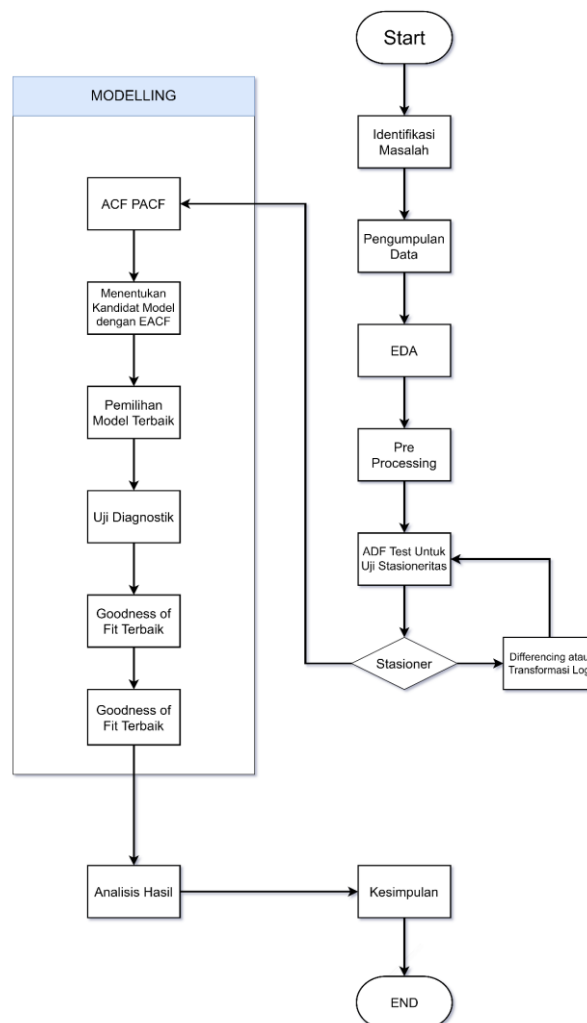 Start
Identifikasi
Masalah
Pengumpulan
Data
EDA
Pre
Processing
ADF Test Untuk
Uji Stasioneritas
Stasioner
Differencing atau
Transformasi Log
MODELLING
ACF PACF
Menentukan
Kandidat Model
dengan EACF
Pemilihan
Model Terbaik
Uji Diagnostik
Goodness of
Fit Terbaik
Goodness of
Fit Terbaik
Analisis Hasil
Kesimpulan
END